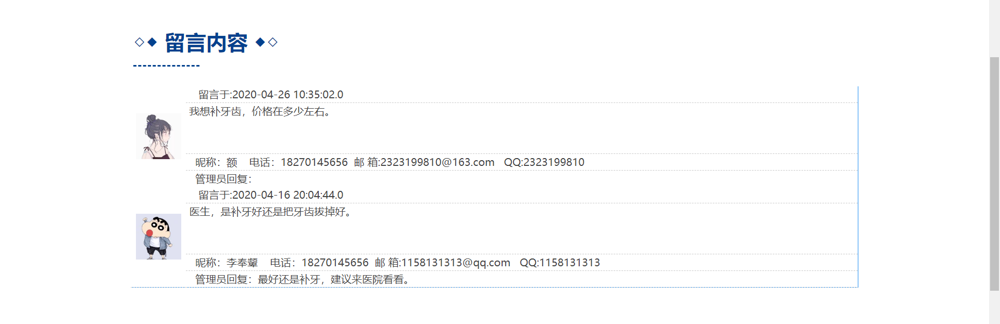 ◇◆ 留言内容 ◆◇
留言于:2020-04-26 10:35:02.0
我想补牙齿，价格在多少左右。
昵称：额 电话：18270145656 邮 箱:2323199810@163.com QQ:2323199810
管理员回复：
留言于:2020-04-16 20:04:44.0
医生，是补牙好还是把牙齿拔掉好。
昵称：李奉颦 电话：18270145656 邮 箱:1158131313@qq.com QQ:1158131313
管理员回复：最好还是补牙，建议来医院看看。